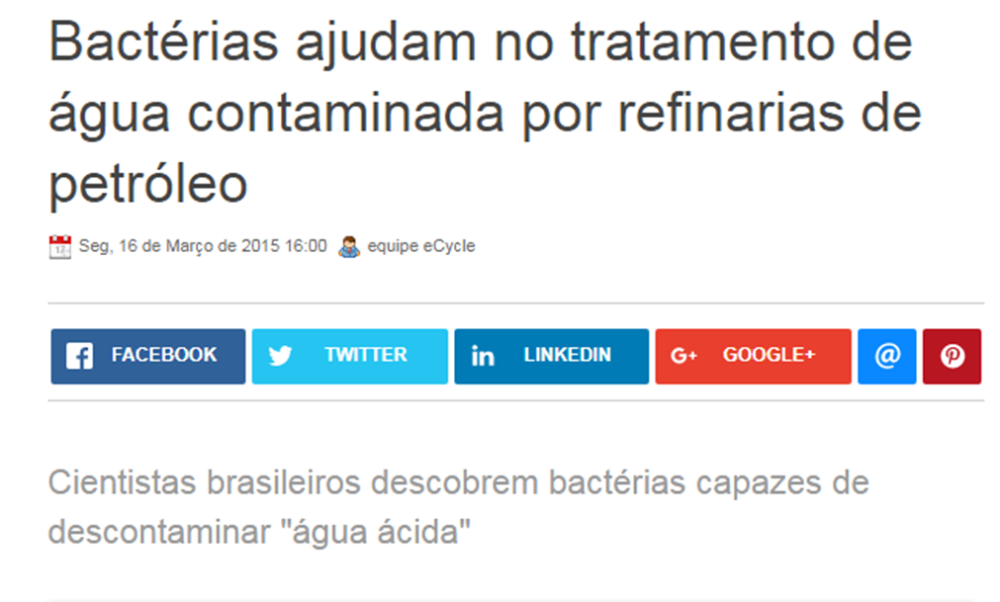 Bactérias ajudam no tratamento de
água contaminada por refinarias de
petróleo
Seg, 16 de Março de 2015 16:00 equipe eCycle
FACEBOOK TWITTER in LINKEDIN G+ GOOGLE+ @
Cientistas brasileiros descobrem bactérias capazes de
descontaminar "água ácida"